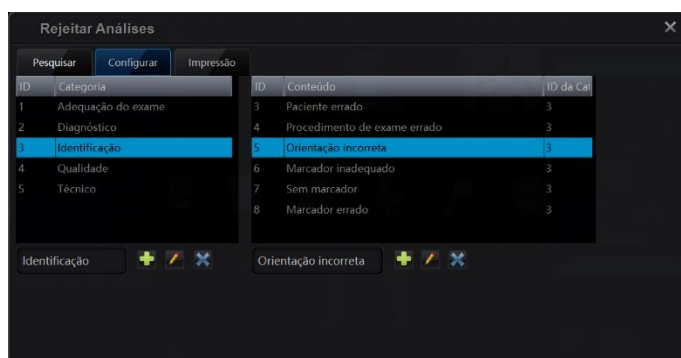 Rejeitar Análises
Pesquisar Configurar Impressão
ID Categoria ID Conteúdo ID da Cat
1 Adequação do exame 3 Paciente errado 3
2 Diagnóstico 4 Procedimento de exame errado 3
3 Identificação 5 Orientação incorreta 3
4 Qualidade 6 Marcador inadequado 3
5 Técnico 7 Sem marcador 3
8 Marcador errado 3
Identificação Orientação incorreta